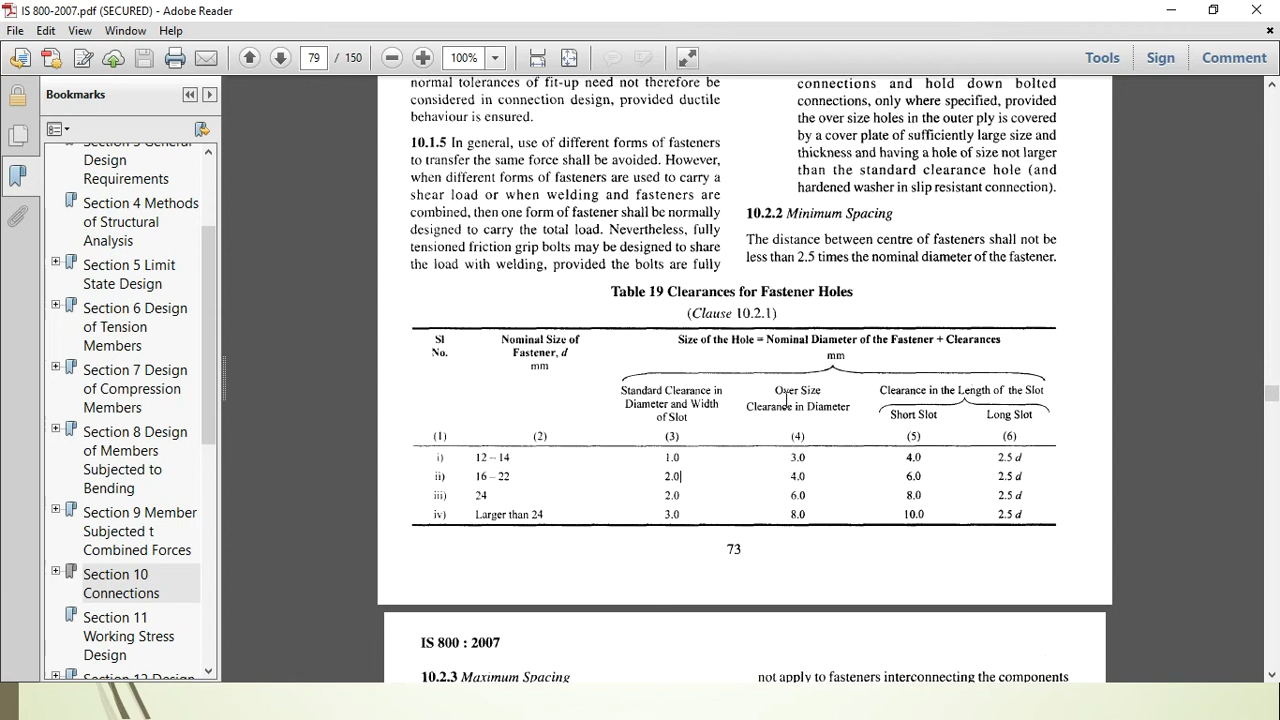 IS 800-2007.pdf (SECURED) - Adobe Reader
File Edit View Window Help
79 / 150 100% Tools Sign Comment
Bookmarks
Section 5 General
Design
Requirements
Section 4 Methods
of Structural
Analysis
Section 5 Limit
State Design
Section 6 Design
of Tension
Members
Section 7 Design
of Compression
Members
Section 8 Design
of Members
Subjected to
Bending
Section 9 Member
Subjected t
Combined Forces
Section 10
Connections
Section 11
Working Stress
Design
Section 12 Design
normal tolerances of fit-up need not therefore be
considered in connection design, provided ductile
behaviour is ensured.
10.1.5 In general, use of different forms of fasteners
to transfer the same force shall be avoided. However,
when different forms of fasteners are used to carry a
shear load or when welding and fasteners are
combined, then one form of fastener shall be normally
designed to carry the total load. Nevertheless, fully
tensioned friction grip bolts may be designed to share
the load with welding, provided the bolts are fully
connections and hold down bolted
connections, only where specified, provided
the over size holes in the outer ply is covered
by a cover plate of sufficiently large size and
thickness and having a hole of size not larger
than the standard clearance hole (and
hardened washer in slip resistant connection).
10.2.2 Minimum Spacing
The distance between centre of fasteners shall not be
less than 2.5 times the nominal diameter of the fastener.
Table 19 Clearances for Fastener Holes
(Clause 10.2.1)
Sl Nominal Size of Size of the Hole = Nominal Diameter of the Fastener + Clearances
No. Fastener, d mm
mm
Standard Clearance in Over Size Clearance in the Length of the Slot
Diameter and Width Clearance in Diameter Short Slot Long Slot
of Slot
(1) (2) (3) (4) (5) (6)
i) 12 – 14 1.0 3.0 4.0 2.5 d
ii) 16 – 22 2.0 4.0 6.0 2.5 d
iii) 24 2.0 6.0 8.0 2.5 d
iv) Larger than 24 3.0 8.0 10.0 2.5 d
73
IS 800 : 2007
10.2.3 Maximum Spacing
not apply to fasteners interconnecting the components